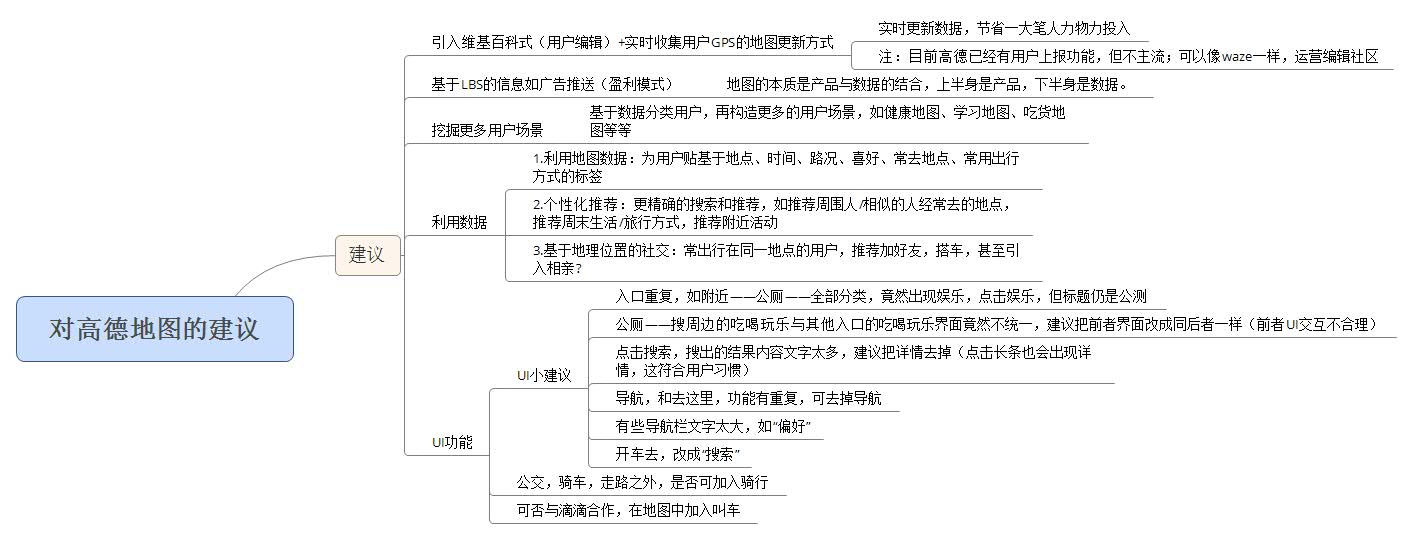 对高德地图的建议
建议
引入维基百科式（用户编辑）+实时收集用户GPS的地图更新方式
实时更新数据，节省一大笔人力物力投入
注：目前高德已经有用户上报功能，但不主流；可以像waze一样，运营编辑社区
基于LBS的信息如广告推送（盈利模式）
地图的本质是产品与数据的结合，上半身是产品，下半身是数据。
挖掘更多用户场景
基于数据分类用户，再构造更多的用户场景，如健康地图、学习地图、吃货地
图等等
利用数据
1.利用地图数据：为用户贴基于地点、时间、路况、喜好、常去地点、常用出行
方式的标签
2.个性化推荐：更精确的搜索和推荐，如推荐周围人/相似的人经常去的地点，
推荐周末生活/旅行方式，推荐附近活动
3.基于地理位置的社交：常出行在同一地点的用户，推荐加好友，搭车，甚至引
入相亲？
UI功能
UI小建议
入口重复，如附近——公厕——全部分类，竟然出现娱乐，点击娱乐，但标题仍是公测
公厕——搜周边的吃喝玩乐与其他入口的吃喝玩乐界面竟然不统一，建议把前者界面改成同后者一样（前者UI交互不合理）
点击搜索，搜出的结果内容文字太多，建议把详情去掉（点击长条也会出现详
情，这符合用户习惯）
导航，和去这里，功能有重复，可去掉导航
有些导航栏文字太大，如“偏好”
开车去，改成“搜索”
公交，骑车，走路之外，是否可加入骑行
可否与滴滴合作，在地图中加入叫车